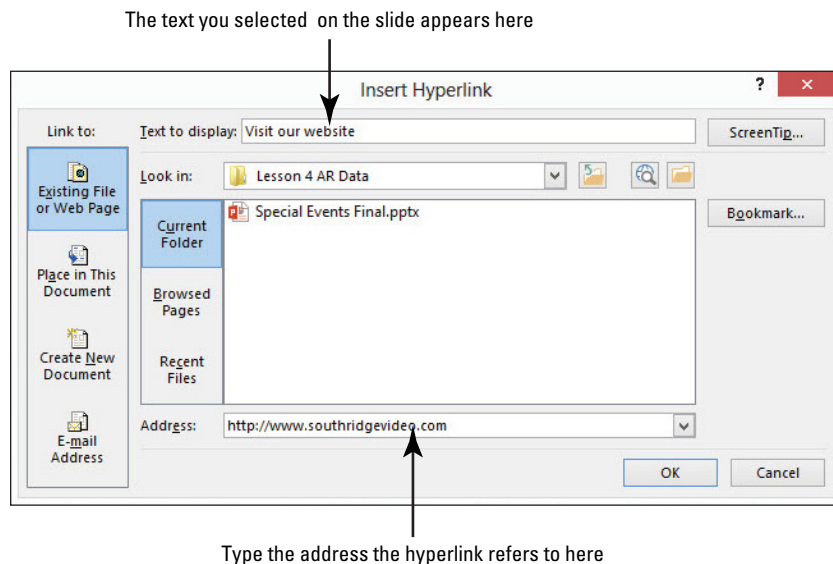 The text you selected on the slide appears here
Insert Hyperlink
?
×
Link to:
Text to display: Visit our website
ScreenTip...
Existing File
or Web Page
Look in: Lesson 4 AR Data
Current
Folder
Special Events Final.pptx
Bookmark...
Place in This
Document
Browsed
Pages
Create New
Document
Recent
Files
E-mail
Address
Address: http://www.southridgevideo.com
OK
Cancel
Type the address the hyperlink refers to here